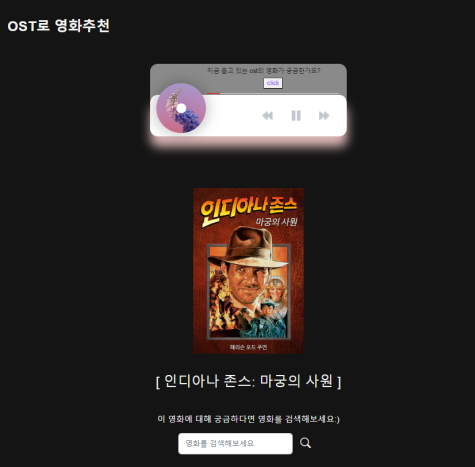 OST로 영화추천
지금 듣고 있는 ost의 영화가 궁금한가요?
click
인디아나 존스
마궁의 사원
해리슨 포드 주연
[ 인디아나 존스: 마궁의 사원 ]
이 영화에 대해 궁금하다면 영화를 검색해보세요:)
영화를 검색해보세요